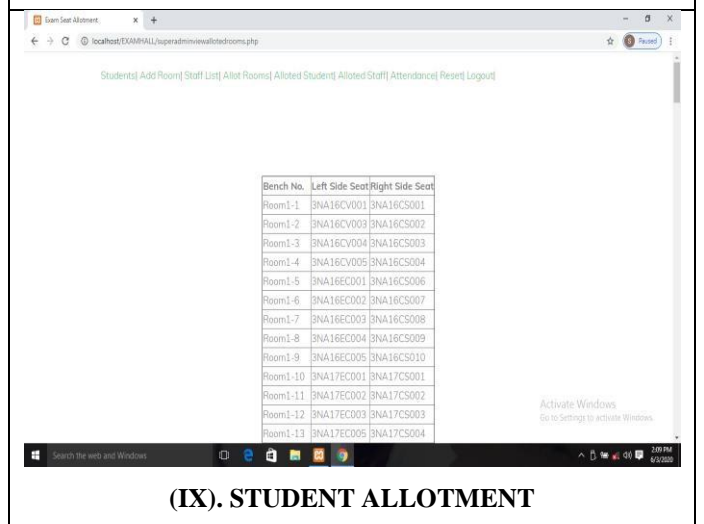 Exam Seat Allotment.
localhost/EXAMHALL/superadminviewallotedrooms.php
Paused
Students| Add Room| Staff List| Allot Rooms| Alloted Student| Alloted Staff| Attendance| Reset| Logout|
Bench No. Left Side Seat Right Side Seat
Room1-1 3NA16CV001 3NA16CS001
Room1-2 3NA16CV003 3NA16CS002
Room1-3 3NA16CV004 3NA16CS003
Room1-4 3NA16CV005 3NA16CS004
Room1-5 3NA16EC001 3NA16CS006
Room1-6 3NA16EC002 3NA16CS007
Room1-7 3NA16EC003 3NA16CS008
Room1-8 3NA16EC004 3NA16CS009
Room1-9 3NA16EC005 3NA16CS010
Room1-10 3NA17EC001 3NA17CS001
Room1-11 3NA17EC002 3NA17CS002
Room1-12 3NA17EC003 3NA17CS003
Room1-13 3NA17EC005 3NA17CS004
Activate Windows
Go to Settings to activate Windows.
Search the web and Windows
2:09 PM
6/3/2020
(IX). STUDENT ALLOTMENT